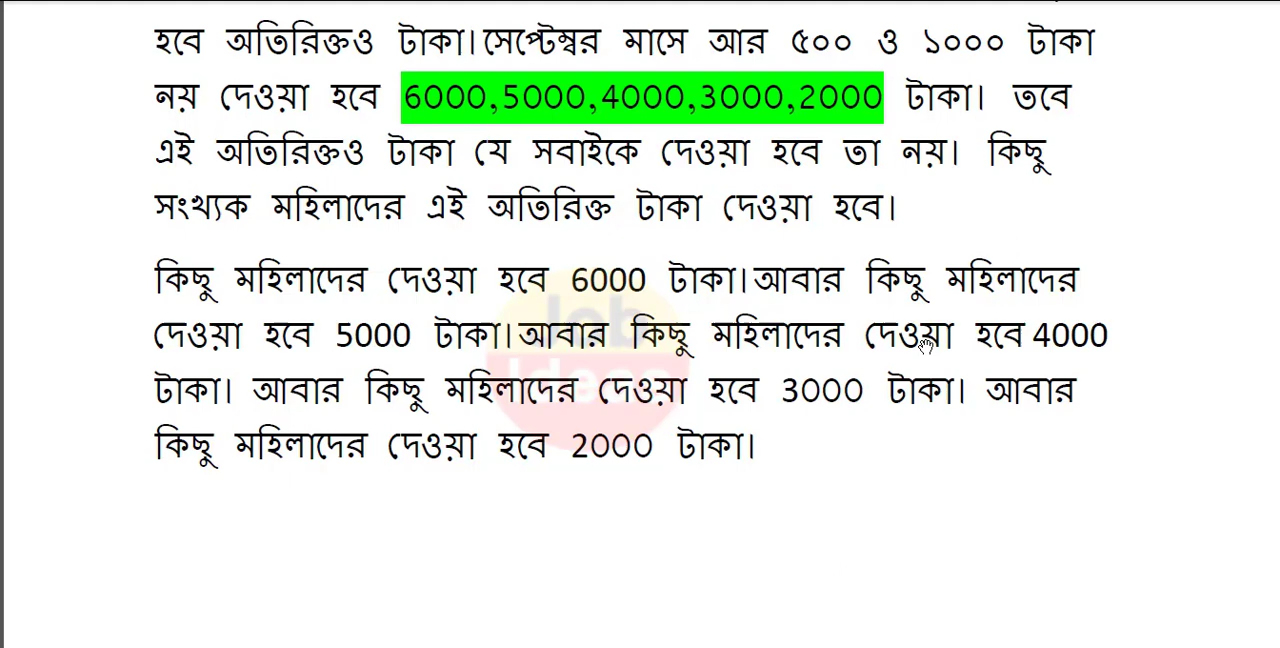 হবে অতিরিক্তও টাকা।সেপ্টেম্বর মাসে আর ৫০০ ও ১০০০ টাকা
নয় দেওয়া হবে 6000,5000,4000,3000,2000 টাকা। তবে
এই অতিরিক্তও টাকা যে সবাইকে দেওয়া হবে তা নয়। কিছু
সংখ্যক মহিলাদের এই অতিরিক্ত টাকা দেওয়া হবে।
কিছু মহিলাদের দেওয়া হবে 6000 টাকা।আবার কিছু মহিলাদের
দেওয়া হবে 5000 টাকা।আবার কিছু মহিলাদের দেওয়া হবে 4000
টাকা। আবার কিছু মহিলাদের দেওয়া হবে 3000 টাকা। আবার
কিছু মহিলাদের দেওয়া হবে 2000 টাকা।
Job
Ideas